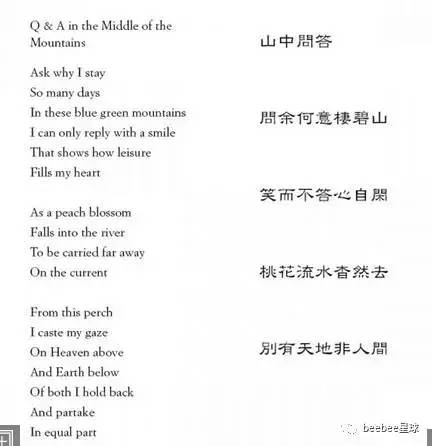 Q & A in the Middle of the
Mountains
Ask why I stay
So many days
In these blue green mountains
I can only reply with a smile
That shows how leisure
Fills my heart
As a peach blossom
Falls into the river
To be carried far away
On the current
From this perch
I caste my gaze
On Heaven above
And Earth below
Of both I hold back
And partake
In equal part
山中問答
問余何意棲碧山
笑而不答心自閑
桃花流水杳然去
別有天地非人間
beebee星球